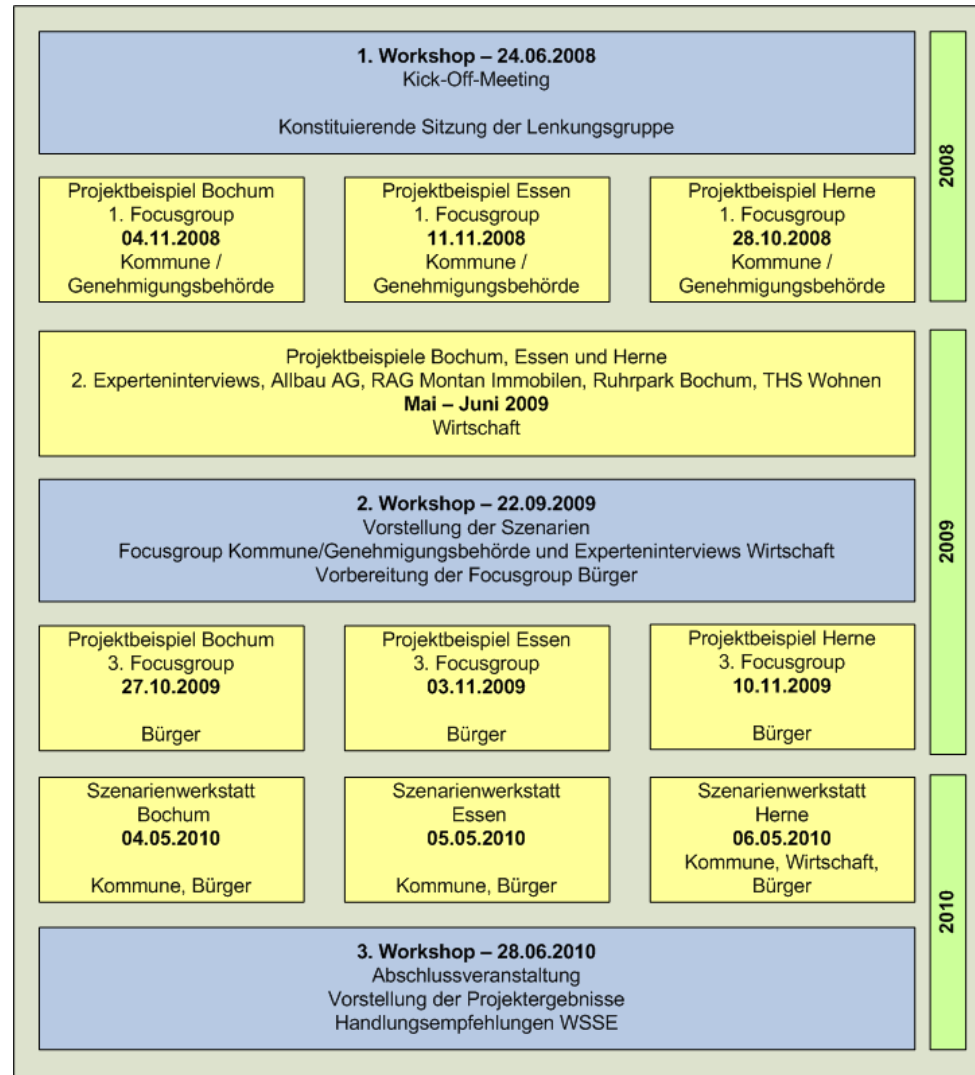 1. Workshop – 24.06.2008
Kick-Off-Meeting
Konstituierende Sitzung der Lenkungsgruppe
2008
Projektbeispiel Bochum
1. Focusgroup
04.11.2008
Kommune /
Genehmigungsbehörde
Projektbeispiel Essen
1. Focusgroup
11.11.2008
Kommune /
Genehmigungsbehörde
Projektbeispiel Herne
1. Focusgroup
28.10.2008
Kommune /
Genehmigungsbehörde
Projektbeispiele Bochum, Essen und Herne
2. Experteninterviews, Allbau AG, RAG Montan Immobilen, Ruhrpark Bochum, THS Wohnen
Mai – Juni 2009
Wirtschaft
2009
2. Workshop – 22.09.2009
Vorstellung der Szenarien
Focusgroup Kommune/Genehmigungsbehörde und Experteninterviews Wirtschaft
Vorbereitung der Focusgroup Bürger
Projektbeispiel Bochum
3. Focusgroup
27.10.2009
Bürger
Projektbeispiel Essen
3. Focusgroup
03.11.2009
Bürger
Projektbeispiel Herne
3. Focusgroup
10.11.2009
Bürger
Szenarienwerkstatt
Bochum
04.05.2010
Kommune, Bürger
Szenarienwerkstatt
Essen
05.05.2010
Kommune, Bürger
Szenarienwerkstatt
Herne
06.05.2010
Kommune, Wirtschaft,
Bürger
2010
3. Workshop – 28.06.2010
Abschlussveranstaltung
Vorstellung der Projektergebnisse
Handlungsempfehlungen WSSE